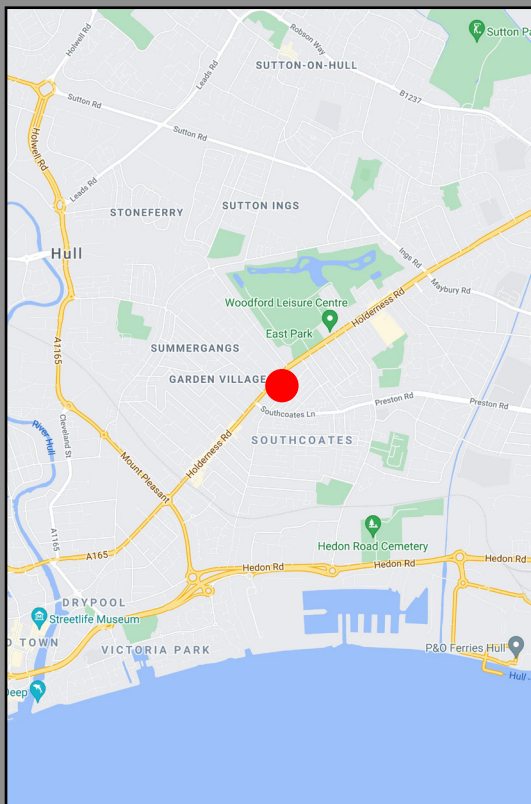 Sutton Pa
Holwell Rd
Robson Way
Leads Rd
SUTTON-ON-HULL
B1237
Sutton Rd
Sutton Rd
Holwell Rd
Leads Rd
STONEFERRY
SUTTON INGS
Ings Rd
Hull
Maybury Rd
Woodford Leisure Centre
Holderness Rd
East Park
A1165
SUMMERGANGS
GARDEN VILLAGE
Preston Rd
Preston Rd
Southcoates Ln
River Hull
Cleveland St
Holderness Rd
SOUTHCOATES
Mount Pleasant
A1165
Hedon Road Cemetery
A165
Hedon Rd
Hedon Rd
Hedon Rd
DRYPOOL
Streetlife Museum
D TOWN
VICTORIA PARK
P&O Ferries Hull
Hull
Deep